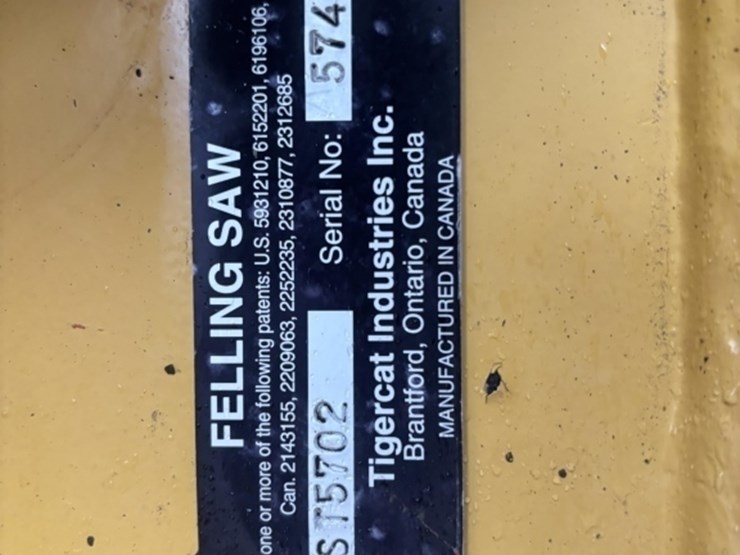 FELLING SAW
one or more of the following patents: U.S. 5931210, 6152201, 6196106,
Can. 2143155, 2209063, 2252235, 2310877, 2312685
ST5702 Serial No: 574
Tigercat Industries Inc.
Brantford, Ontario, Canada
MANUFACTURED IN CANADA